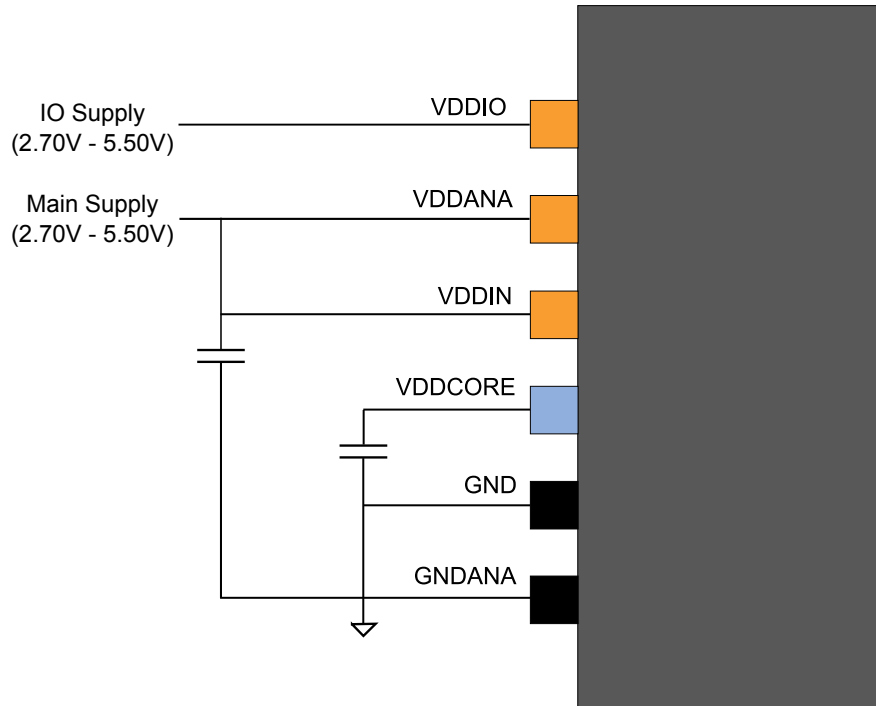 IO Supply
(2.70V - 5.50V)
VDDIO
Main Supply
(2.70V - 5.50V)
VDDANA
VDDIN
VDDCORE
GND
GNDANA